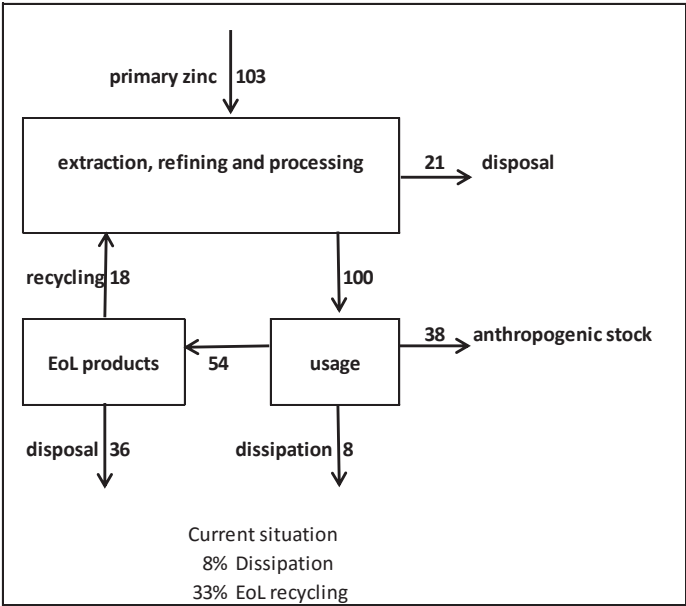 primary zinc 103
extraction, refining and processing
21 disposal
recycling 18
100
38 anthropogenic stock
EoL products
54
usage
disposal 36
dissipation 8
Current situation
8% Dissipation
33% EoL recycling